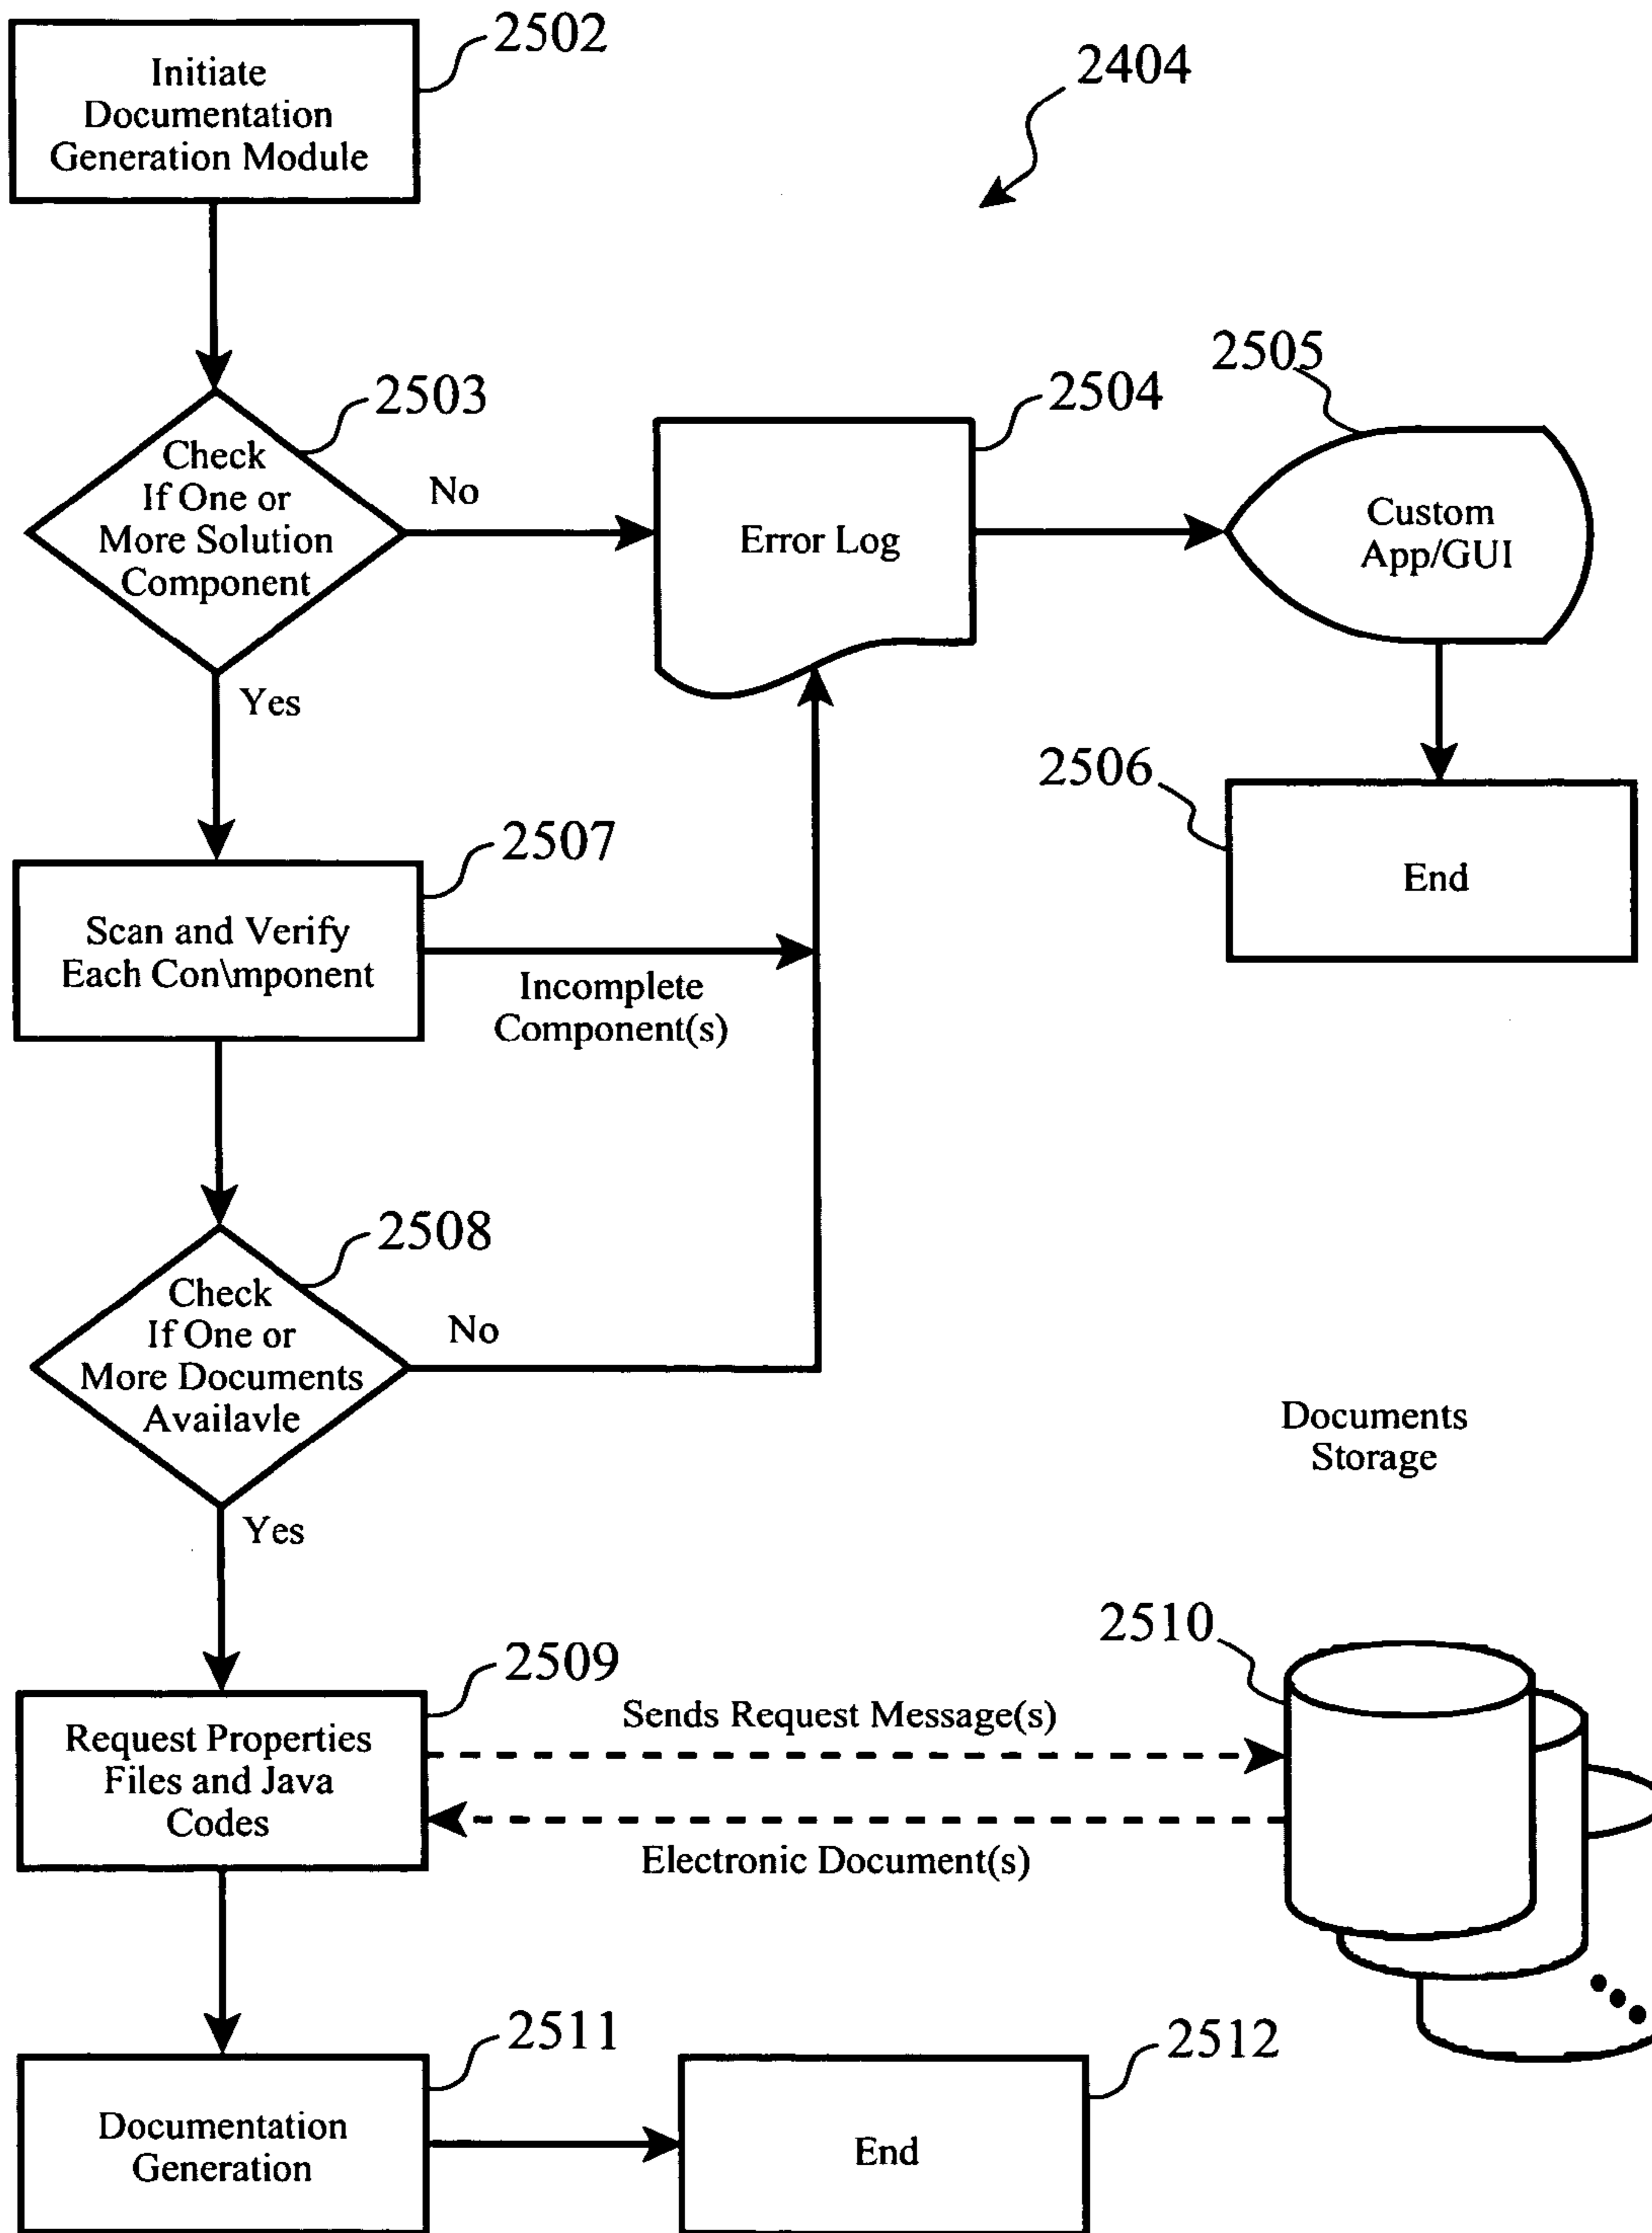 2502
Initiate
Documentation
Generation Module
2404
2503
Check
If One or
More Solution
Component
No
Yes
2504
Error Log
2505
Custom
App/GUI
2506
End
2507
Scan and Verify
Each Con\mponent
Incomplete
Component(s)
2508
Check
If One or
More Documents
Availavle
No
Yes
Documents
Storage
2509
Request Properties
Files and Java
Codes
Sends Request Message(s)
Electronic Document(s)
2510
2511
Documentation
Generation
2512
End